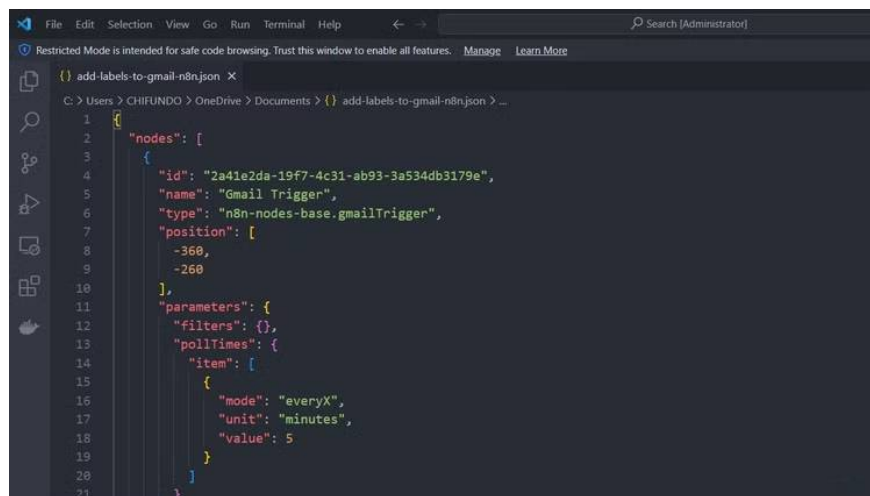 File Edit Selection View Go Run Terminal Help
Search [Administrator]
Restricted Mode is intended for safe code browsing. Trust this window to enable all features. Manage Learn More
{} add-labels-to-gmail-n8n.json ×
C: > Users > CHIFUNDO > OneDrive > Documents > {} add-labels-to-gmail-n8n.json > ...
1 {
2 "nodes": [
3 {
4 "id": "2a41e2da-19f7-4c31-ab93-3a534db3179e",
5 "name": "Gmail Trigger",
6 "type": "n8n-nodes-base.gmailTrigger",
7 "position": [
8 -360,
9 -260
10 ],
11 "parameters": {
12 "filters": {},
13 "pollTimes": {
14 "item": [
15 {
16 "mode": "everyX",
17 "unit": "minutes",
18 "value": 5
19 }
20 ]
21 }